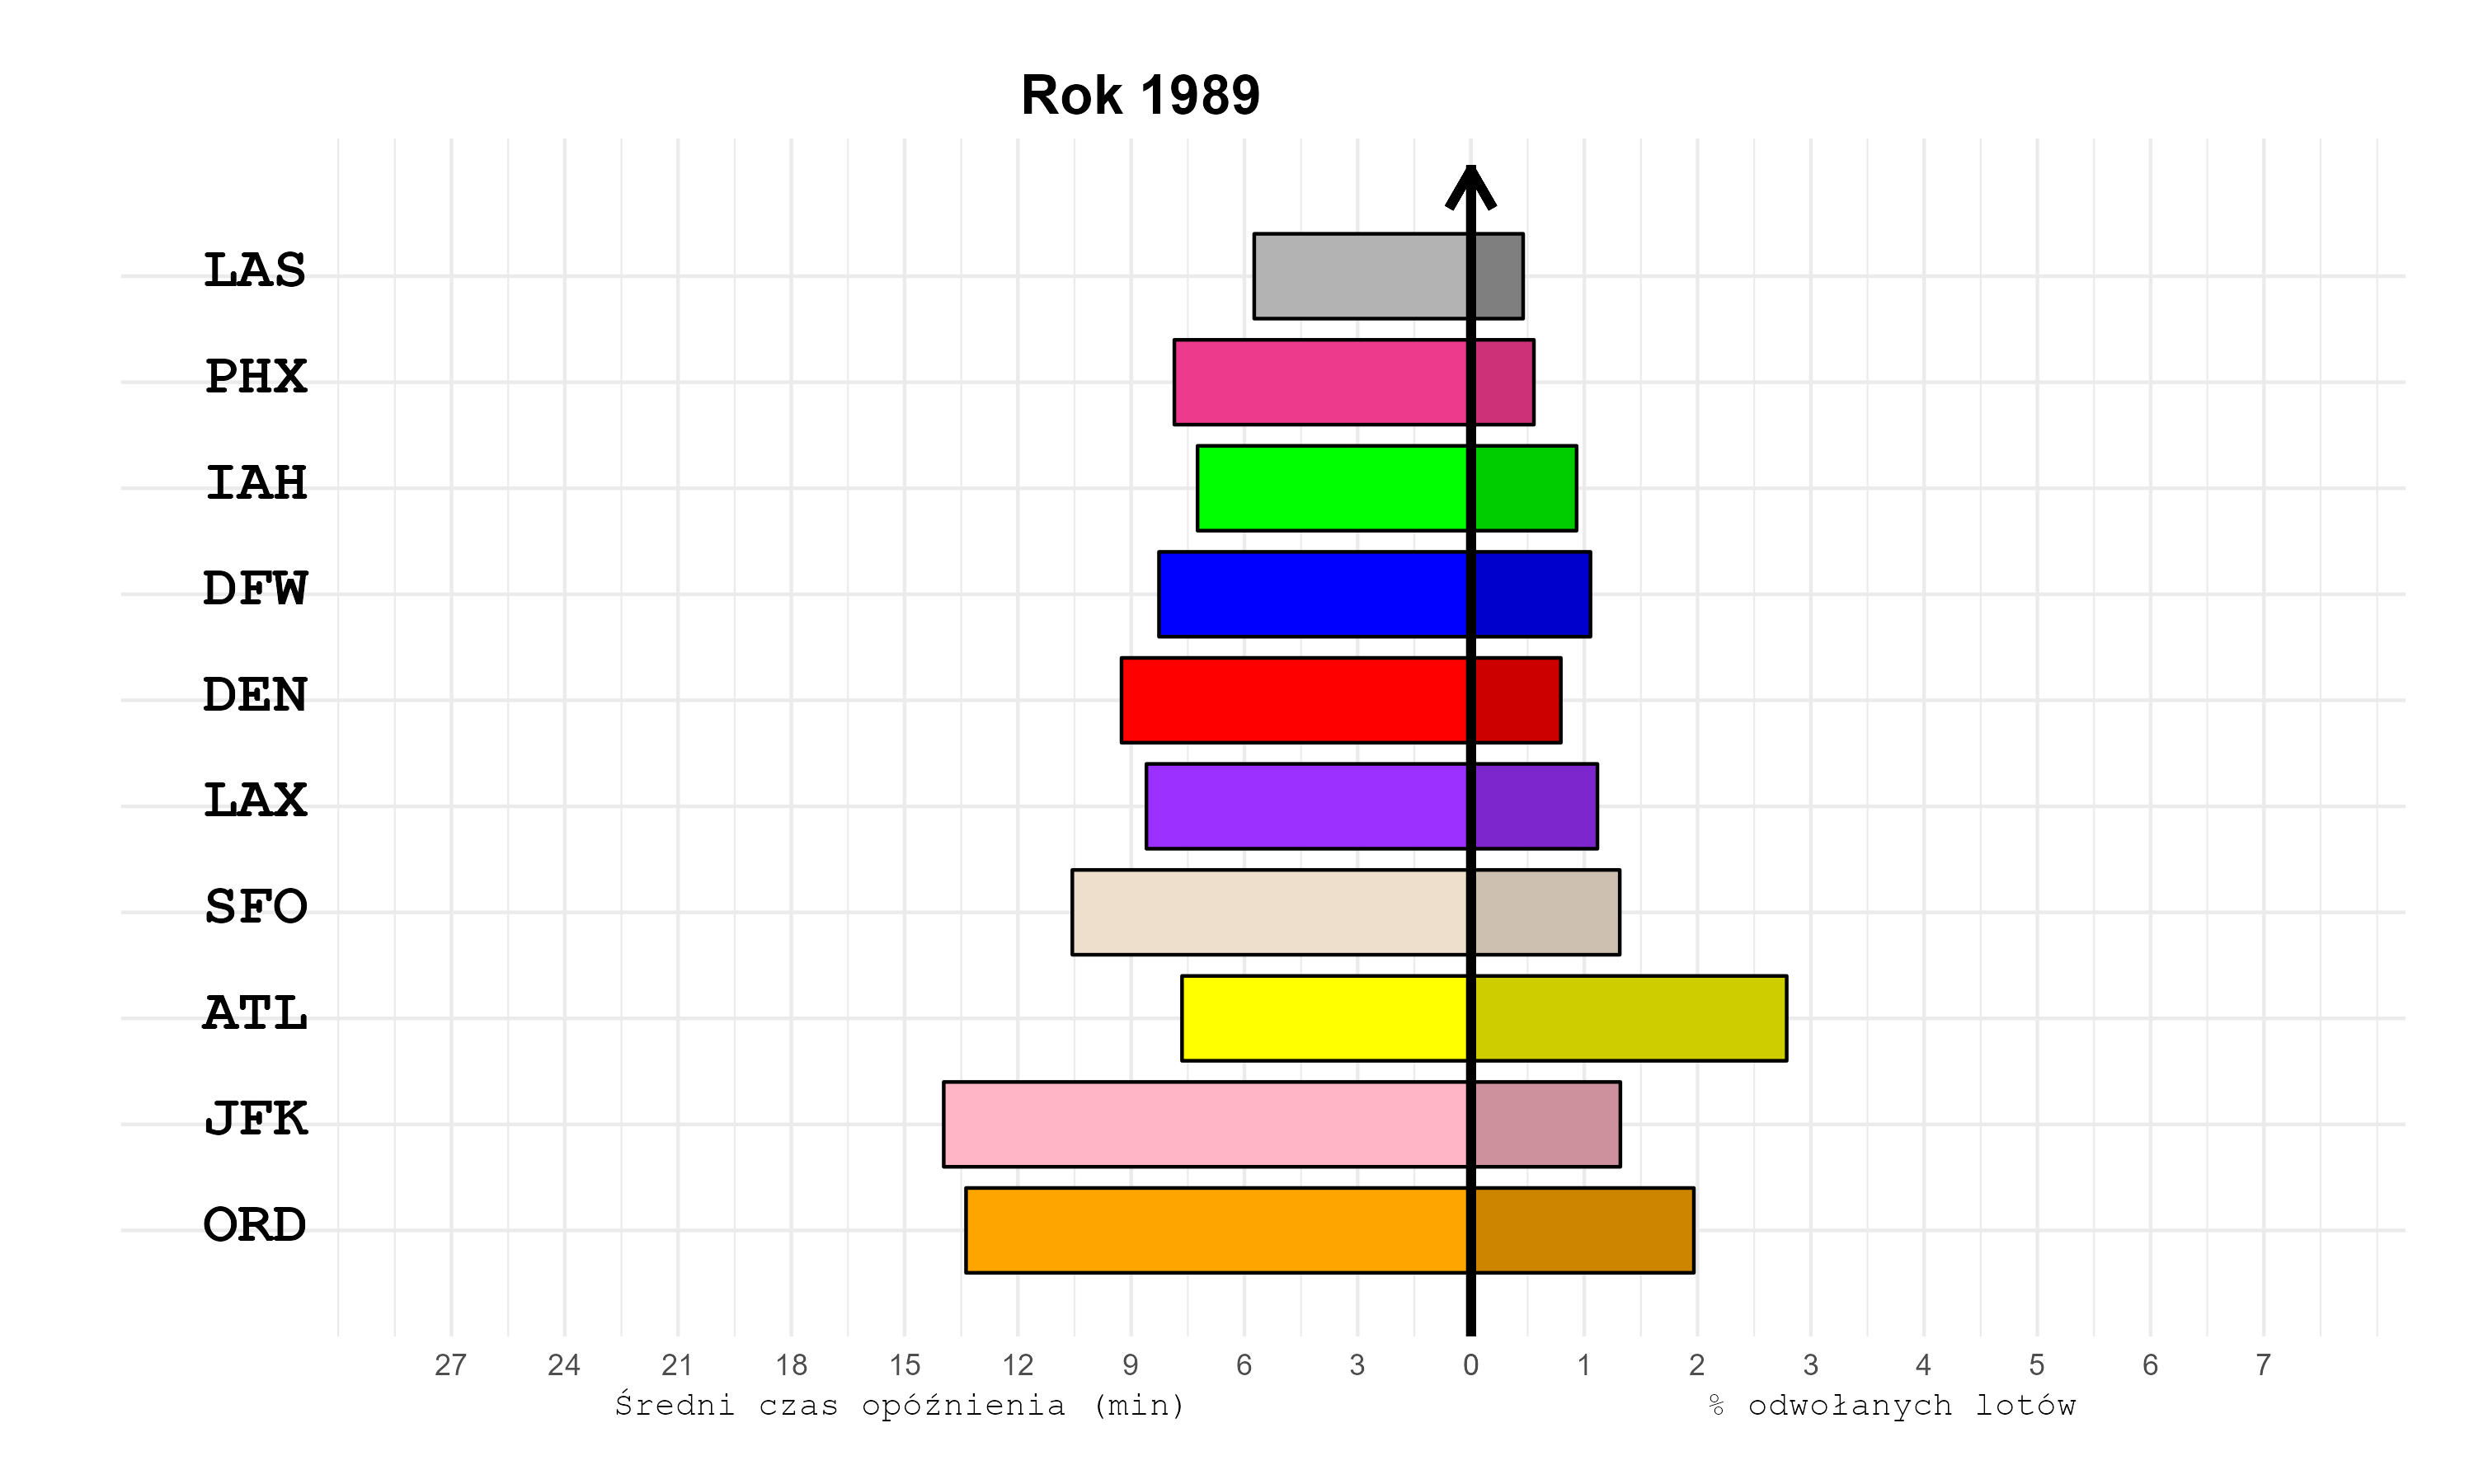 Rok 1989
LAS
PHX
IAH
DFW
DEN
LAX
SFO
ATL
JFK
ORD
27 24 21 18 15 12 9 6 3 0 1 2 3 4 5 6 7
Średni czas opóźnienia (min) % odwołanych lotów